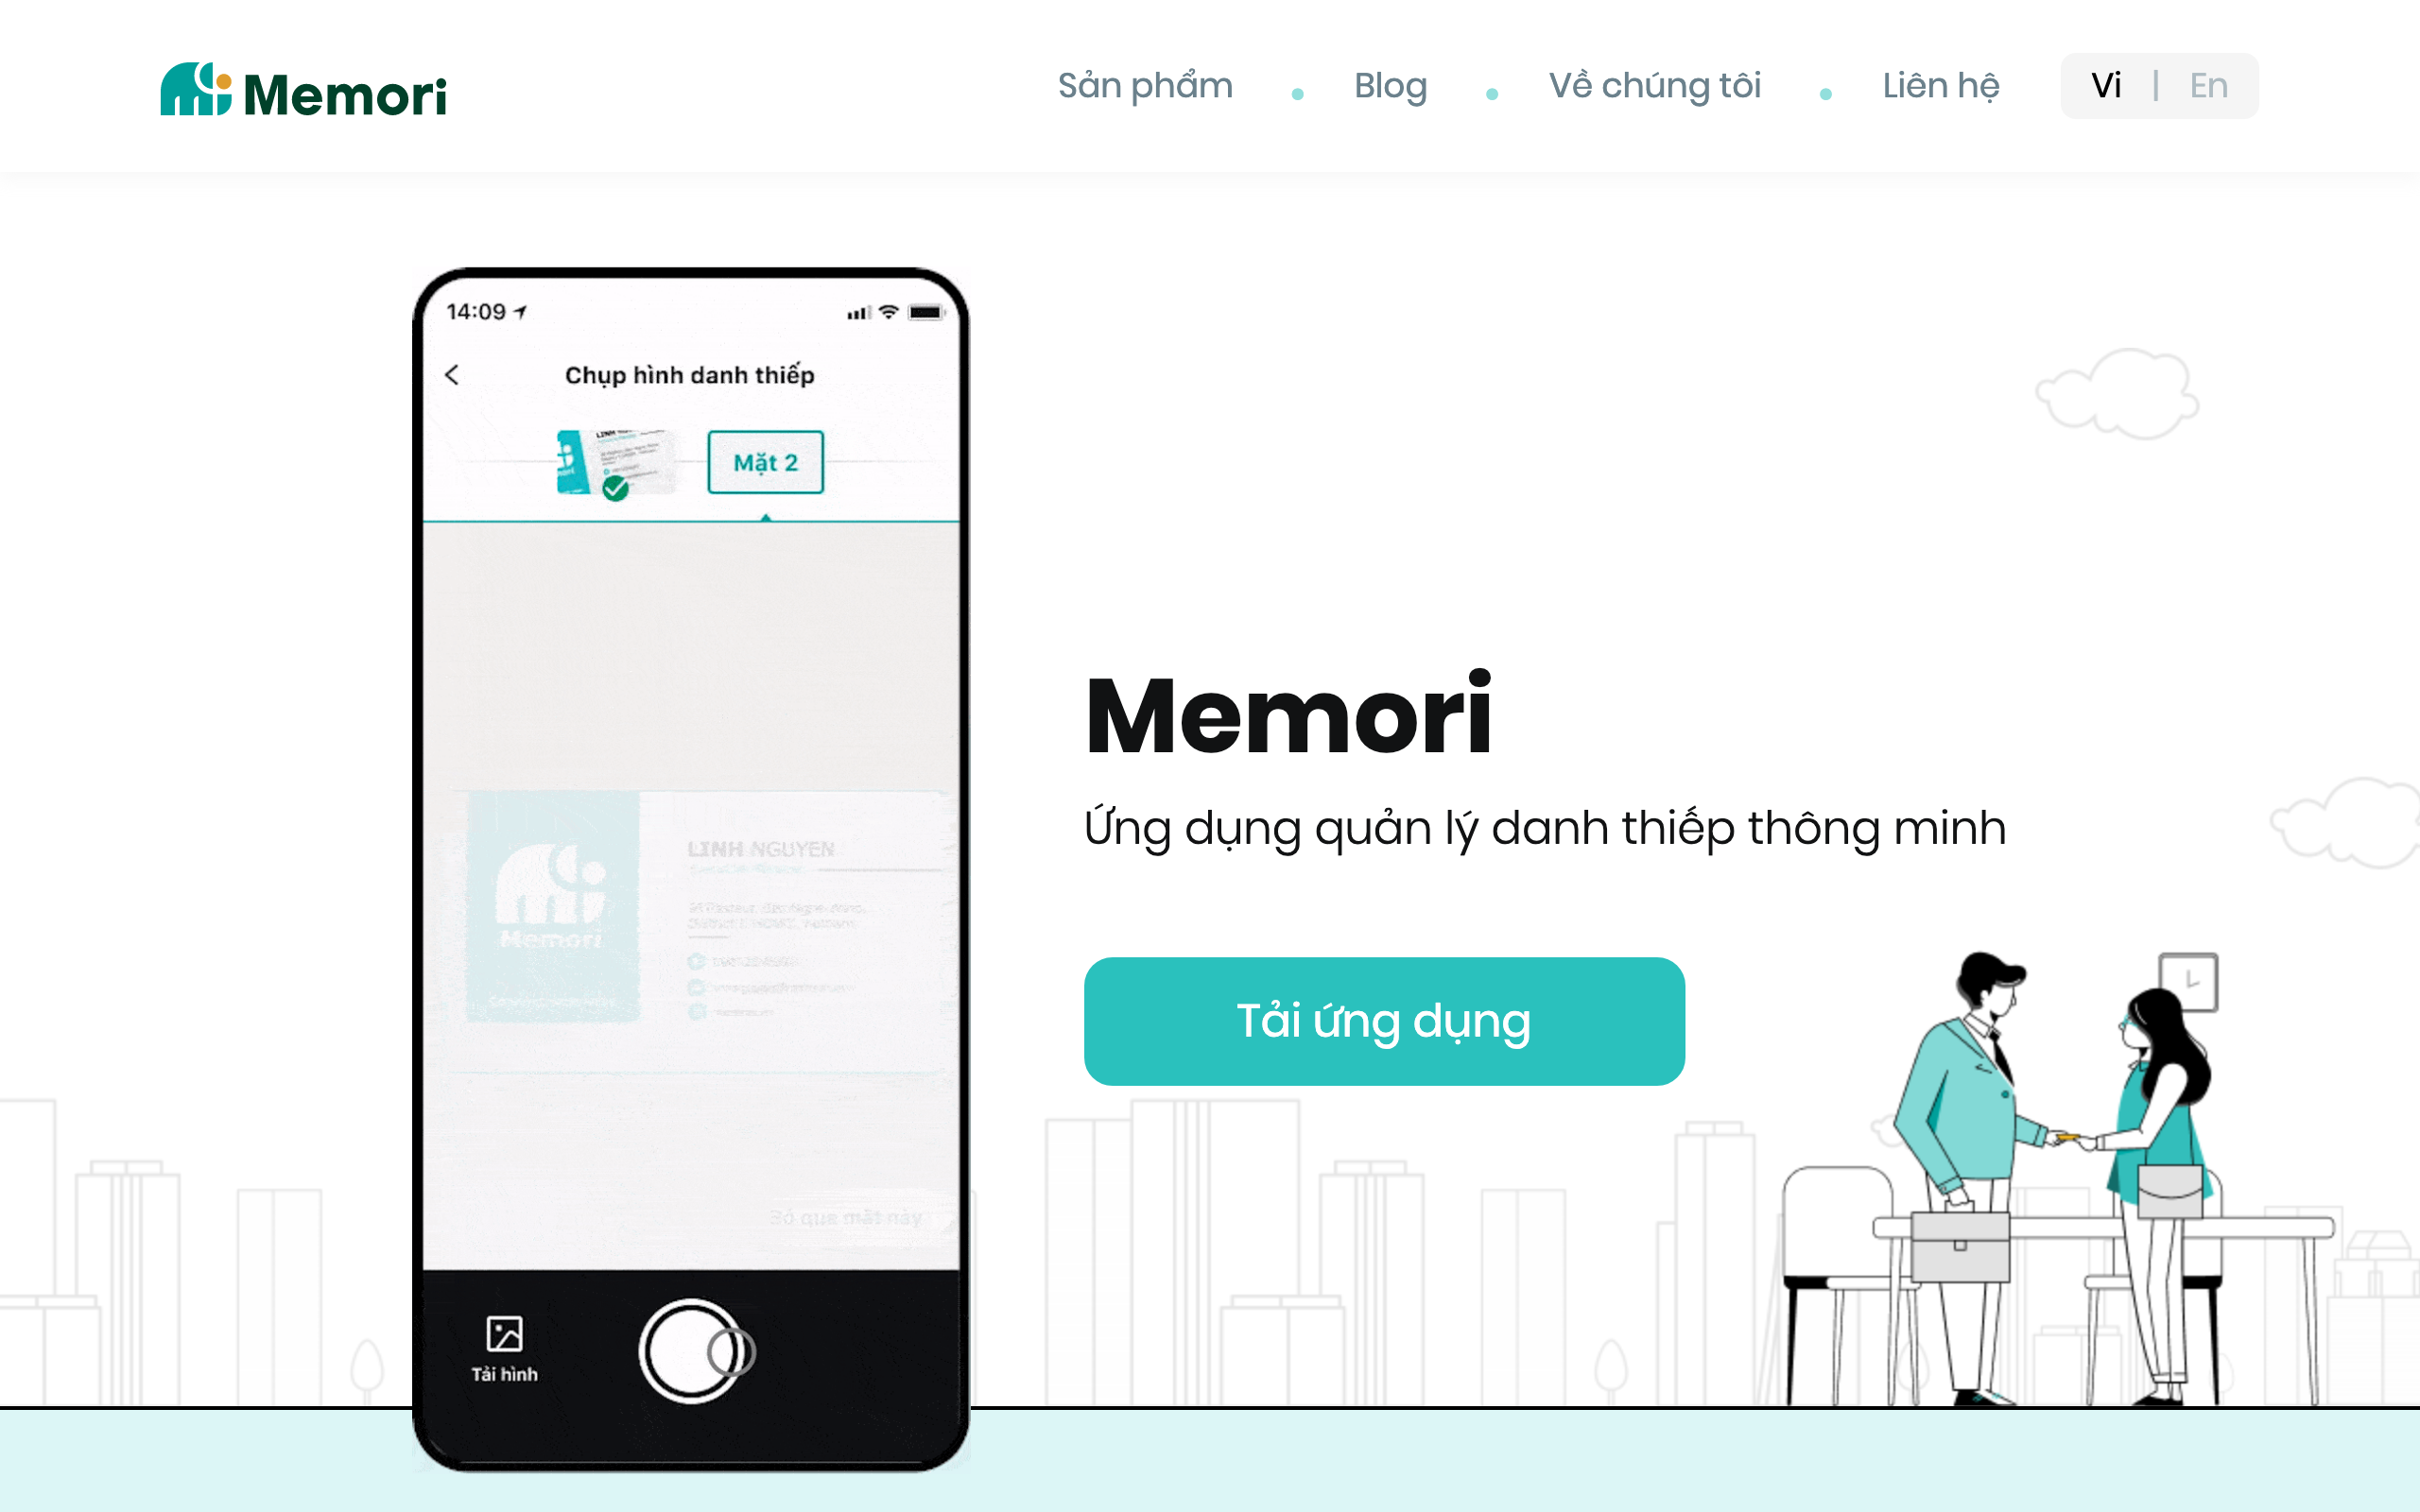 Memori
Sản phẩm
Blog
Về chúng tôi
Liên hệ
Vi | En
14:09
Chụp hình danh thiếp
LINH
Mặt 2
Memori
Ứng dụng quản lý danh thiếp thông minh
Tải ứng dụng
LINH NGUYEN
Memori
Bỏ qua mặt này
Tải hình